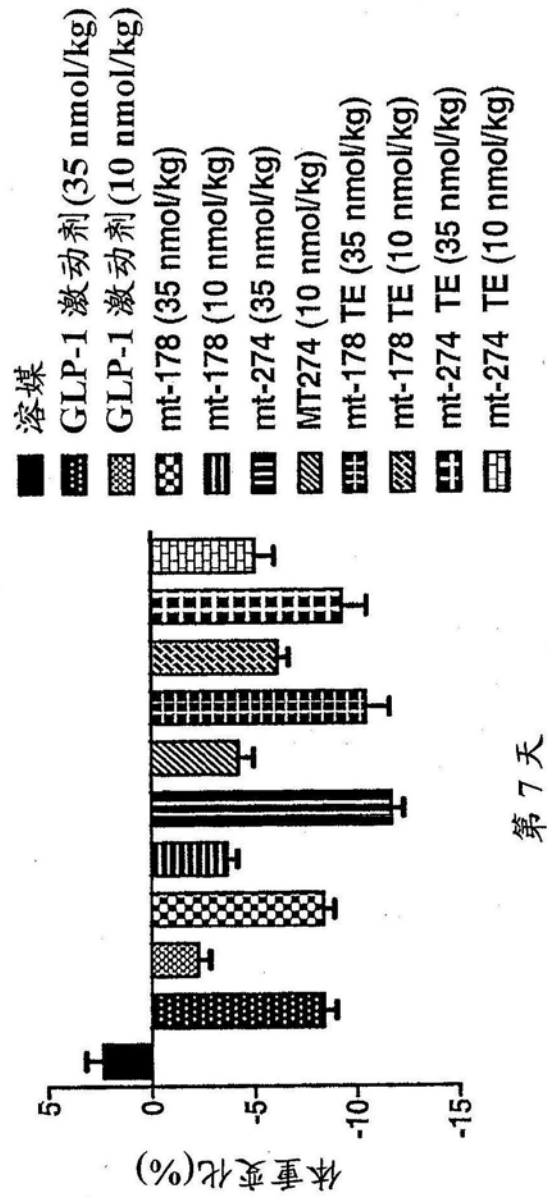 溶媒
GLP-1 激动剂 (35 nmol/kg)
GLP-1 激动剂 (10 nmol/kg)
mt-178 (35 nmol/kg)
mt-178 (10 nmol/kg)
mt-274 (35 nmol/kg)
MT274 (10 nmol/kg)
mt-178 TE (35 nmol/kg)
mt-178 TE (10 nmol/kg)
mt-274 TE (35 nmol/kg)
mt-274 TE (10 nmol/kg)
5
0
-5
-10
-15
体重变化(%)
第 7 天